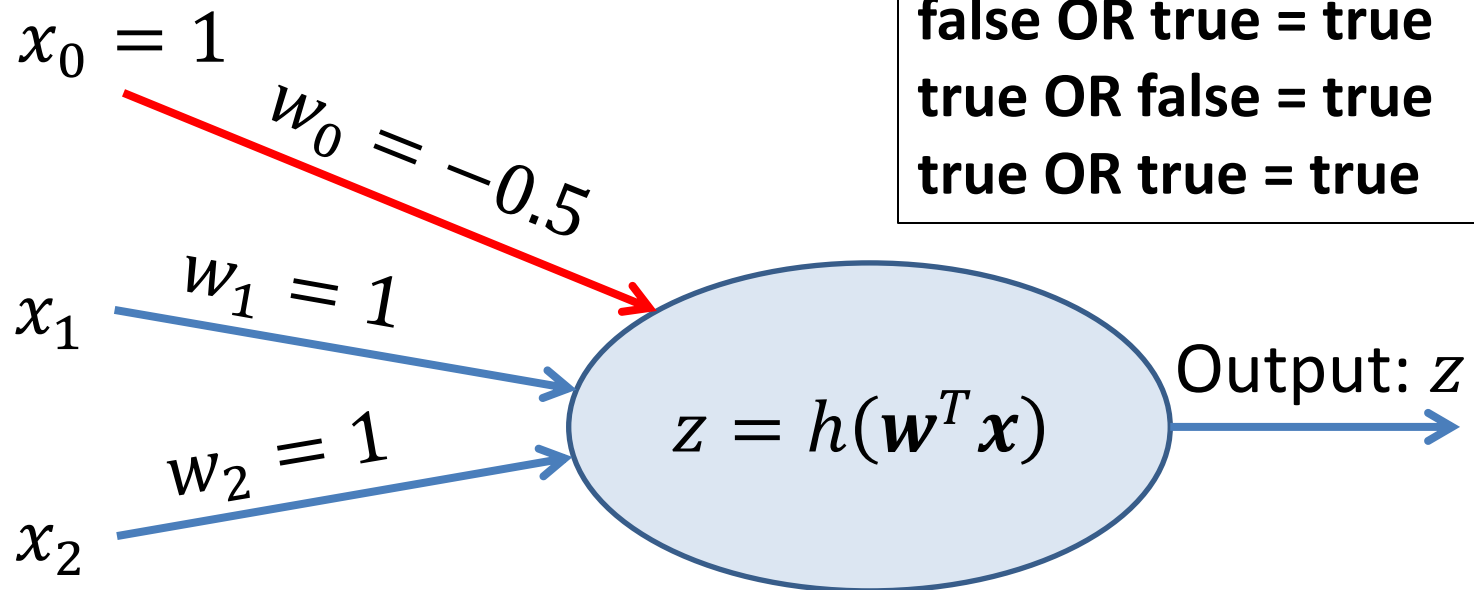 x₀ = 1
false OR true = true
true OR false = true
true OR true = true
w₀ = −0.5
w₁ = 1
x₁
Output: z
z = h(wᵀx)
w₂ = 1
x₂